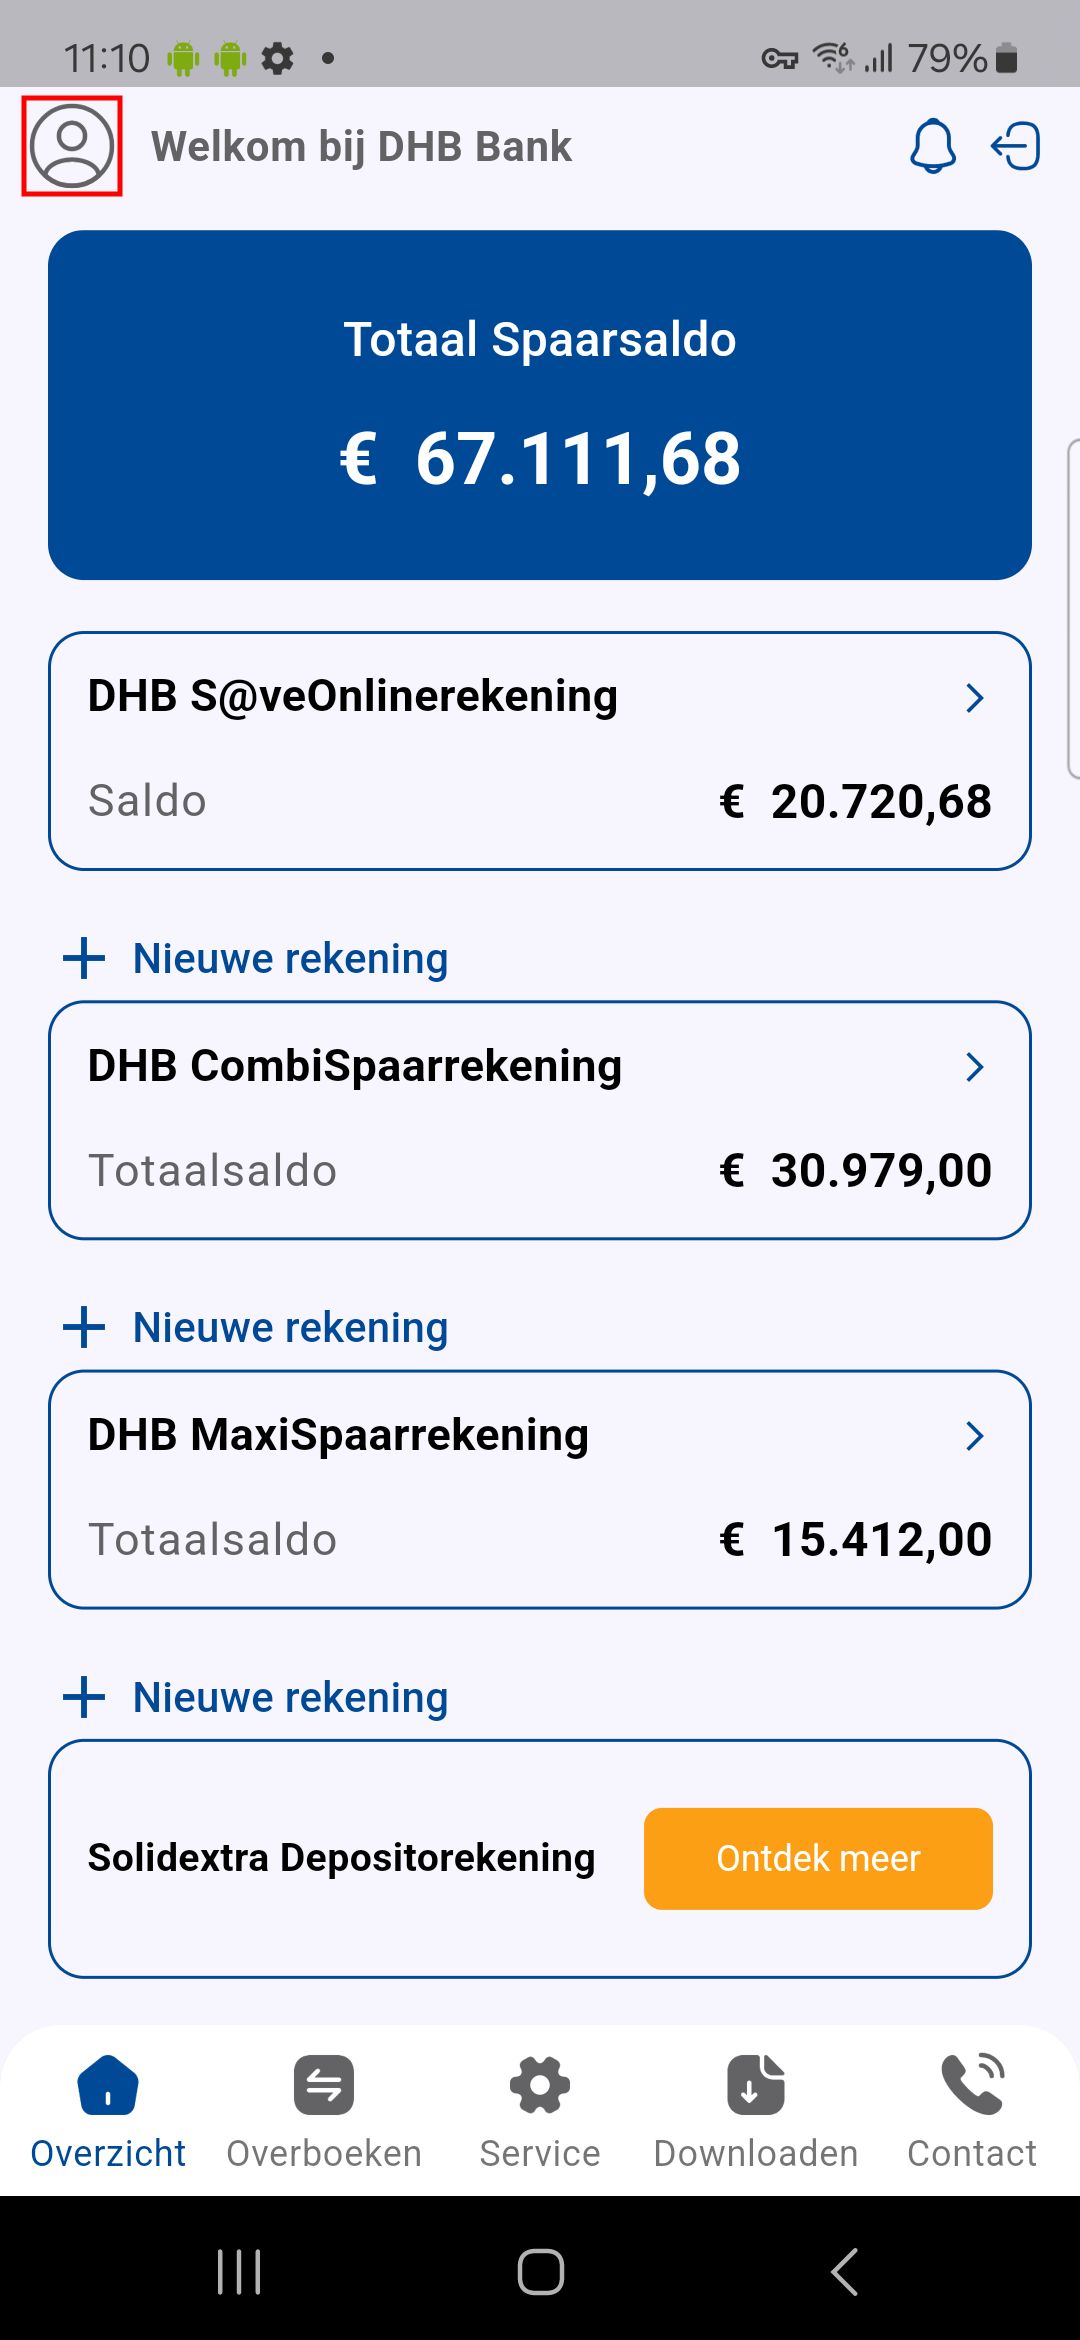 11:10
79%
Welkom bij DHB Bank
Totaal Spaarsaldo
€ 67.111,68
DHB S@veOnlinerekening
Saldo € 20.720,68
Nieuwe rekening
DHB CombiSpaarrekening
Totaalsaldo € 30.979,00
Nieuwe rekening
DHB MaxiSpaarrekening
Totaalsaldo € 15.412,00
Nieuwe rekening
Solidextra Depositorekening Ontdek meer
Overzicht Overboeken Service Downloaden Contact